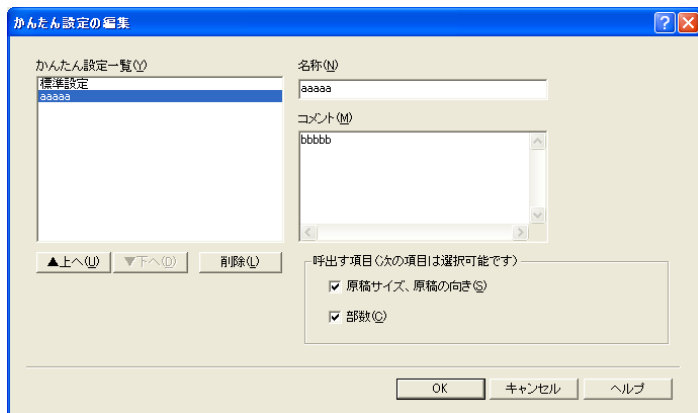 かんたん設定の編集
かんたん設定一覧(Y)
標準設定
aaaaa
▲上へ(U)
▼下へ(D)
削除(L)
名称(N)
aaaaa
コメント(M)
bbbbb
呼出す項目(次の項目は選択可能です)
原稿サイズ、原稿の向き(S)
部数(C)
OK
キャンセル
ヘルプ